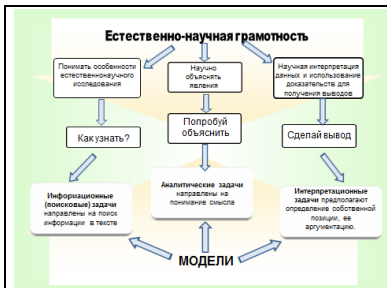 Естественно-научная грамотность
Понимать особенности
естественнонаучного
исследования
Научно
объяснять
явления
Научная интерпретация
данных и использование
доказательств для
получения выводов
Как узнать?
Попробуй
объяснить
Сделай вывод
Информационные
(поисковые) задачи
направлены на поиск
информации в тексте
Аналитические задачи
направлены на
понимание смысла
Интерпретационные
задачи предполагают
определение собственной
позиции, ее
аргументацию.
МОДЕЛИ